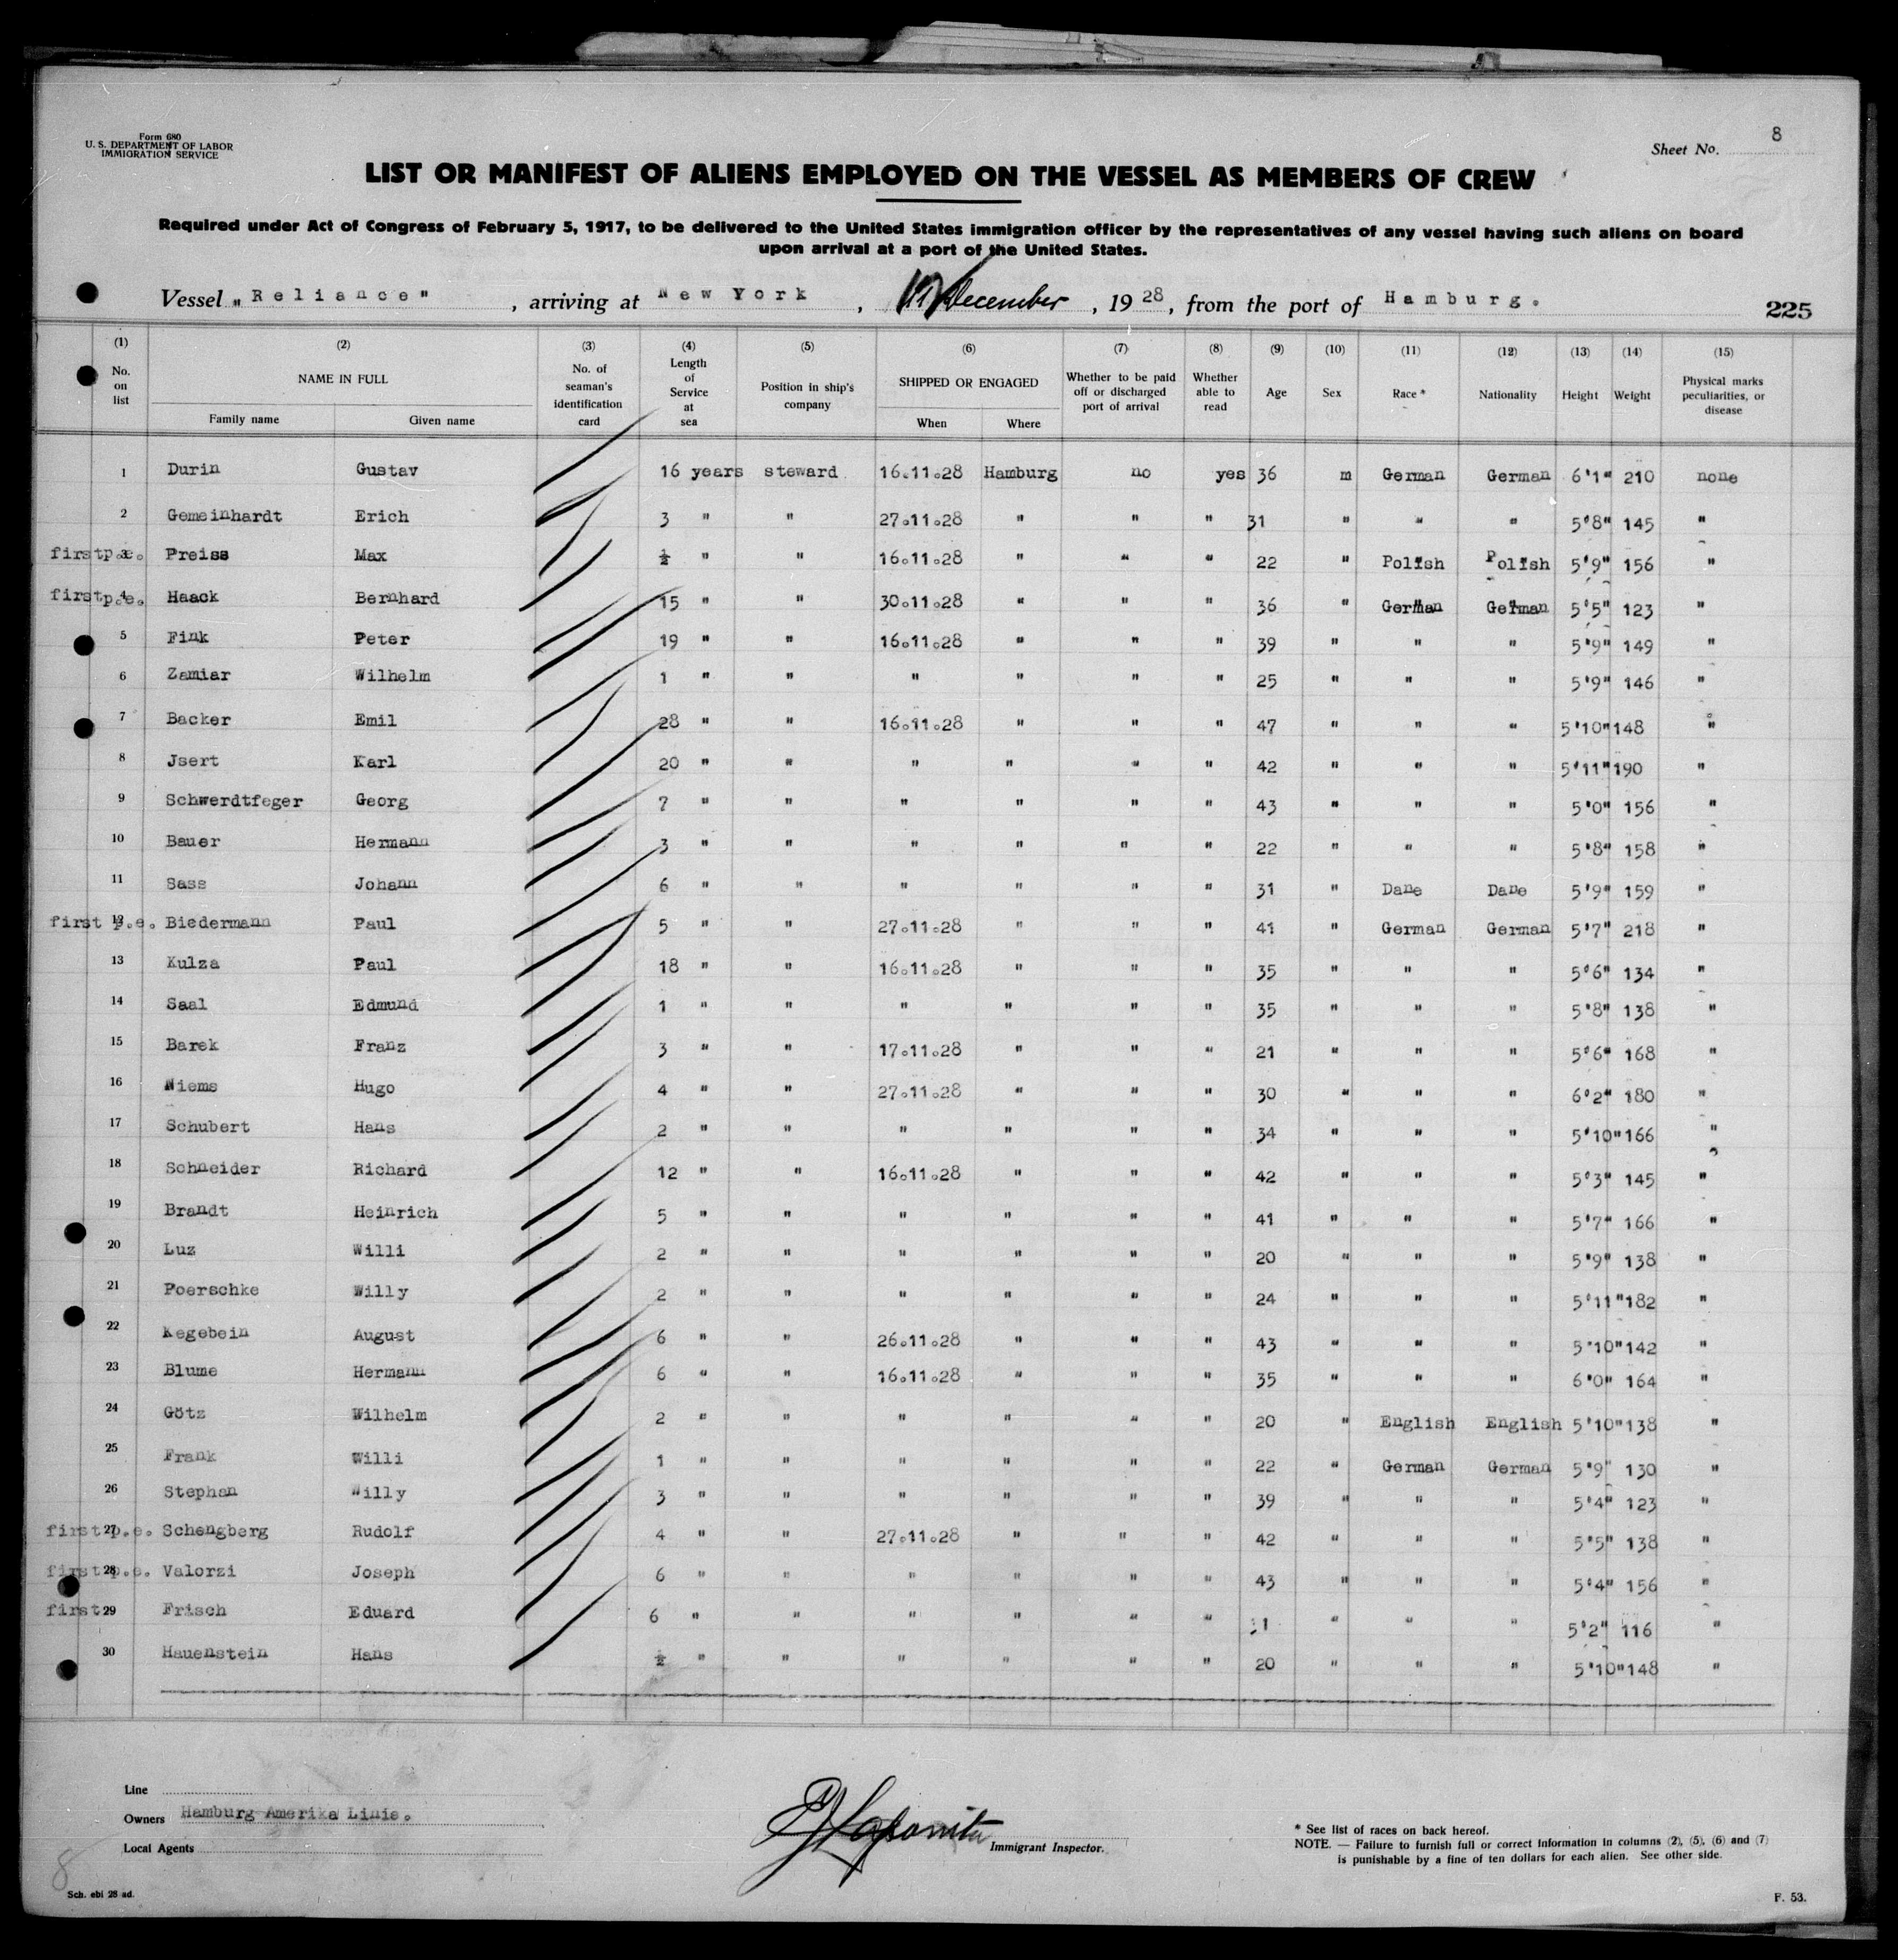 Form 680
U. S. DEPARTMENT OF LABOR
IMMIGRATION SERVICE
Sheet No. 8
LIST OR MANIFEST OF ALIENS EMPLOYED ON THE VESSEL AS MEMBERS OF CREW
Required under Act of Congress of February 5, 1917, to be delivered to the United States immigration officer by the representatives of any vessel having such aliens on board
upon arrival at a port of the United States.
Vessel „Reliance" , arriving at New York , December , 1928, from the port of Hamburg.
225
(1) (2) (3) (4) (5) (6) (7) (8) (9) (10) (11) (12) (13) (14) (15)
No. on list NAME IN FULL Family name Given name No. of seaman's identification card Length of Service at sea Position in ship's company SHIPPED OR ENGAGED When Where Whether to be paid off or discharged port of arrival Whether able to read Age Sex Race * Nationality Height Weight Physical marks peculiarities, or disease
1 Durin Gustav 16 years steward 16.11.28 Hamburg no yes 36 m German German 6'1" 210 none
2 Gemeinhardt Erich 3 " " 27.11.28 " " " 31 " " " 5'8" 145 "
first p.e. 3 Preiss Max ½ " " 16.11.28 " " " 22 " Polish Polish 5'9" 156 "
first p.e. 4 Haack Bernhard 15 " " 30.11.28 " " " 36 " German German 5'5" 123 "
5 Fink Peter 19 " " 16.11.28 " " " 39 " " " 5'9" 149 "
6 Zamiar Wilhelm 1 " " " " " " 25 " " " 5'9" 146 "
7 Backer Emil 28 " " 16.11.28 " " " 47 " " " 5'10" 148 "
8 Jsert Karl 20 " " " " " " 42 " " " 5'11" 190 "
9 Schwerdtfeger Georg 7 " " " " " " 43 " " " 5'0" 156 "
10 Bauer Hermann 3 " " " " " " 22 " " " 5'8" 158 "
11 Sass Johann 6 " " " " " " 31 " Dane Dane 5'9" 159 "
first p.e. 12 Biedermann Paul 5 " " 27.11.28 " " " 41 " German German 5'7" 218 "
13 Kulza Paul 18 " " 16.11.28 " " " 35 " " " 5'6" 134 "
14 Saal Edmund 1 " " " " " " 35 " " " 5'8" 138 "
15 Barek Franz 3 " " 17.11.28 " " " 21 " " " 5'6" 168 "
16 Niems Hugo 4 " " 27.11.28 " " " 30 " " " 6'2" 180 "
17 Schubert Hans 2 " " " " " " 34 " " " 5'10" 166 "
18 Schneider Richard 12 " " 16.11.28 " " " 42 " " " 5'3" 145 "
19 Brandt Heinrich 5 " " " " " " 41 " " " 5'7" 166 "
20 Luz Willi 2 " " " " " " 20 " " " 5'9" 138 "
21 Poerschke Willy 2 " " " " " " 24 " " " 5'11" 182 "
22 Kegebein August 6 " " 26.11.28 " " " 43 " " " 5'10" 142 "
23 Blume Hermann 6 " " 16.11.28 " " " 35 " " " 6'0" 164 "
24 Götz Wilhelm 2 " " " " " " 20 " English English 5'10" 138 "
25 Frank Willi 1 " " " " " " 22 " German German 5'9" 130 "
26 Stephan Willy 3 " " " " " " 39 " " " 5'4" 123 "
first p.e. 27 Schengberg Rudolf 4 " " 27.11.28 " " " 42 " " " 5'5" 138 "
first p.e. 28 Valorzi Joseph 6 " " " " " " 43 " " " 5'4" 156 "
first 29 Frisch Eduard 6 " " " " " " 31 " " " 5'2" 116 "
30 Hauenstein Hans ½ " " " " " " 20 " " " 5'10" 148 "
Line
Owners Hamburg Amerika Linie.
Local Agents
Immigrant Inspector.
* See list of races on back hereof.
NOTE. — Failure to furnish full or correct information in columns (2), (5), (6) and (7)
is punishable by a fine of ten dollars for each alien. See other side.
8
Sch. ebi 28 ad.
F. 53.